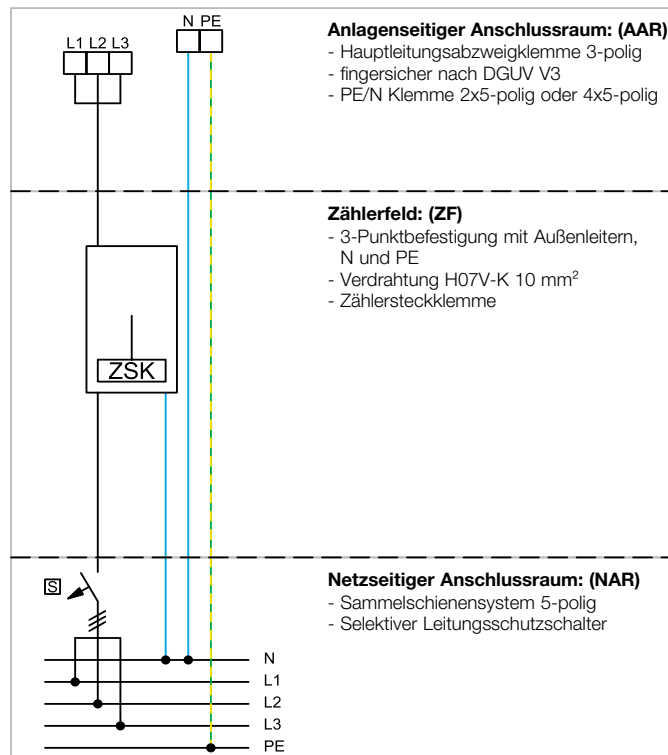 L1 L2 L3
N PE
Anlagenseitiger Anschlussraum: (AAR)
- Hauptleitungsabzweigklemme 3-polig
- fingersicher nach DGUV V3
- PE/N Klemme 2x5-polig oder 4x5-polig
Zählerfeld: (ZF)
- 3-Punktbefestigung mit Außenleitern,
N und PE
- Verdrahtung H07V-K 10 mm²
- Zählersteckklemme
ZSK
Netzseitiger Anschlussraum: (NAR)
- Sammelschienensystem 5-polig
- Selektiver Leitungsschutzschalter
S
N
L1
L2
L3
PE